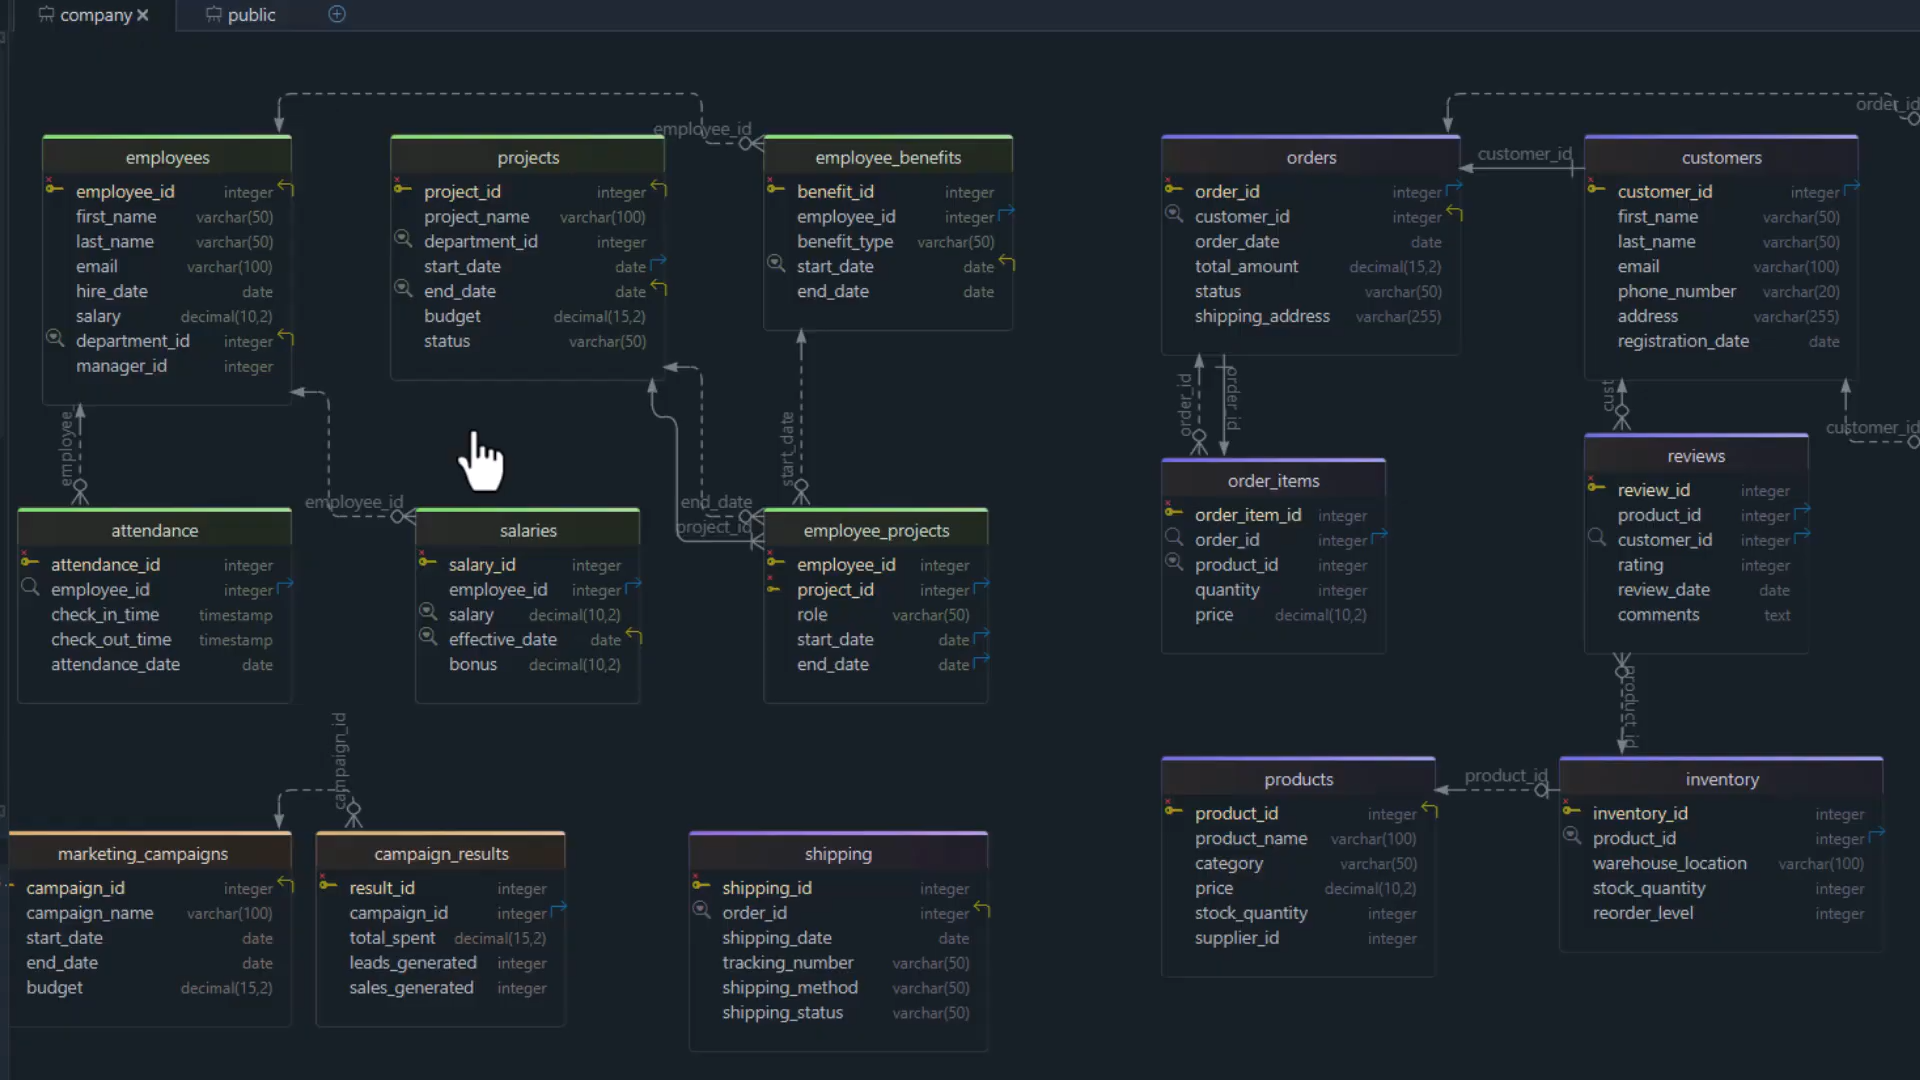 company
public
order_id
employee_id
employees
employee_id integer
first_name varchar(50)
last_name varchar(50)
email varchar(100)
hire_date date
salary decimal(10,2)
department_id integer
manager_id integer
projects
project_id integer
project_name varchar(100)
department_id integer
start_date date
end_date date
budget decimal(15,2)
status varchar(50)
employee_benefits
benefit_id integer
employee_id integer
benefit_type varchar(50)
start_date date
end_date date
orders
order_id integer
customer_id integer
order_date date
total_amount decimal(15,2)
status varchar(50)
shipping_address varchar(255)
customer_id
customers
customer_id integer
first_name varchar(50)
last_name varchar(50)
email varchar(100)
phone_number varchar(20)
address varchar(255)
registration_date date
employee_
employee_id
end_date
project_id
start_date
order_id
order_id
cust
customer_id
attendance
attendance_id integer
employee_id integer
check_in_time timestamp
check_out_time timestamp
attendance_date date
salaries
salary_id integer
employee_id integer
salary decimal(10,2)
effective_date date
bonus decimal(10,2)
employee_projects
employee_id integer
project_id integer
role varchar(50)
start_date date
end_date date
order_items
order_item_id integer
order_id integer
product_id integer
quantity integer
price decimal(10,2)
reviews
review_id integer
product_id integer
customer_id integer
rating integer
review_date date
comments text
campaign_id
product_id
product_id
marketing_campaigns
campaign_id integer
campaign_name varchar(100)
start_date date
end_date date
budget decimal(15,2)
campaign_results
result_id integer
campaign_id integer
total_spent decimal(15,2)
leads_generated integer
sales_generated integer
shipping
shipping_id integer
order_id integer
shipping_date date
tracking_number varchar(50)
shipping_method varchar(50)
shipping_status varchar(50)
products
product_id integer
product_name varchar(100)
category varchar(50)
price decimal(10,2)
stock_quantity integer
supplier_id integer
inventory
inventory_id integer
product_id integer
warehouse_location varchar(100)
stock_quantity integer
reorder_level integer